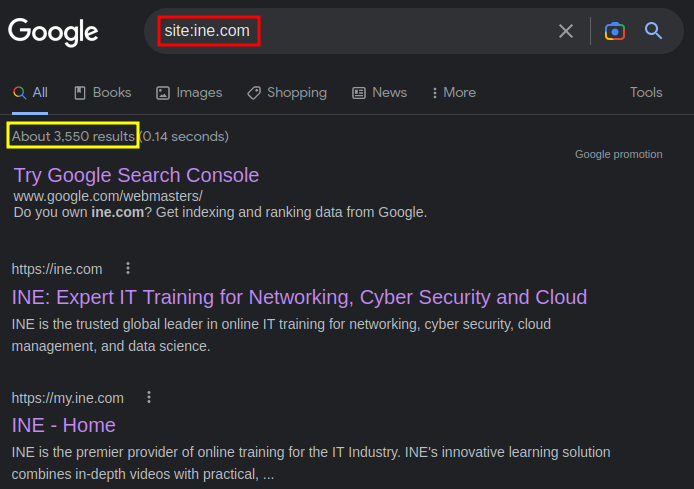 Google
site:ine.com
All
Books
Images
Shopping
News
More
Tools
About 3,550 results (0.14 seconds)
Google promotion
Try Google Search Console
www.google.com/webmasters/
Do you own ine.com? Get indexing and ranking data from Google.
https://ine.com
INE: Expert IT Training for Networking, Cyber Security and Cloud
INE is the trusted global leader in online IT training for networking, cyber security, cloud
management, and data science.
https://my.ine.com
INE - Home
INE is the premier provider of online training for the IT Industry. INE's innovative learning solution
combines in-depth videos with practical, ...